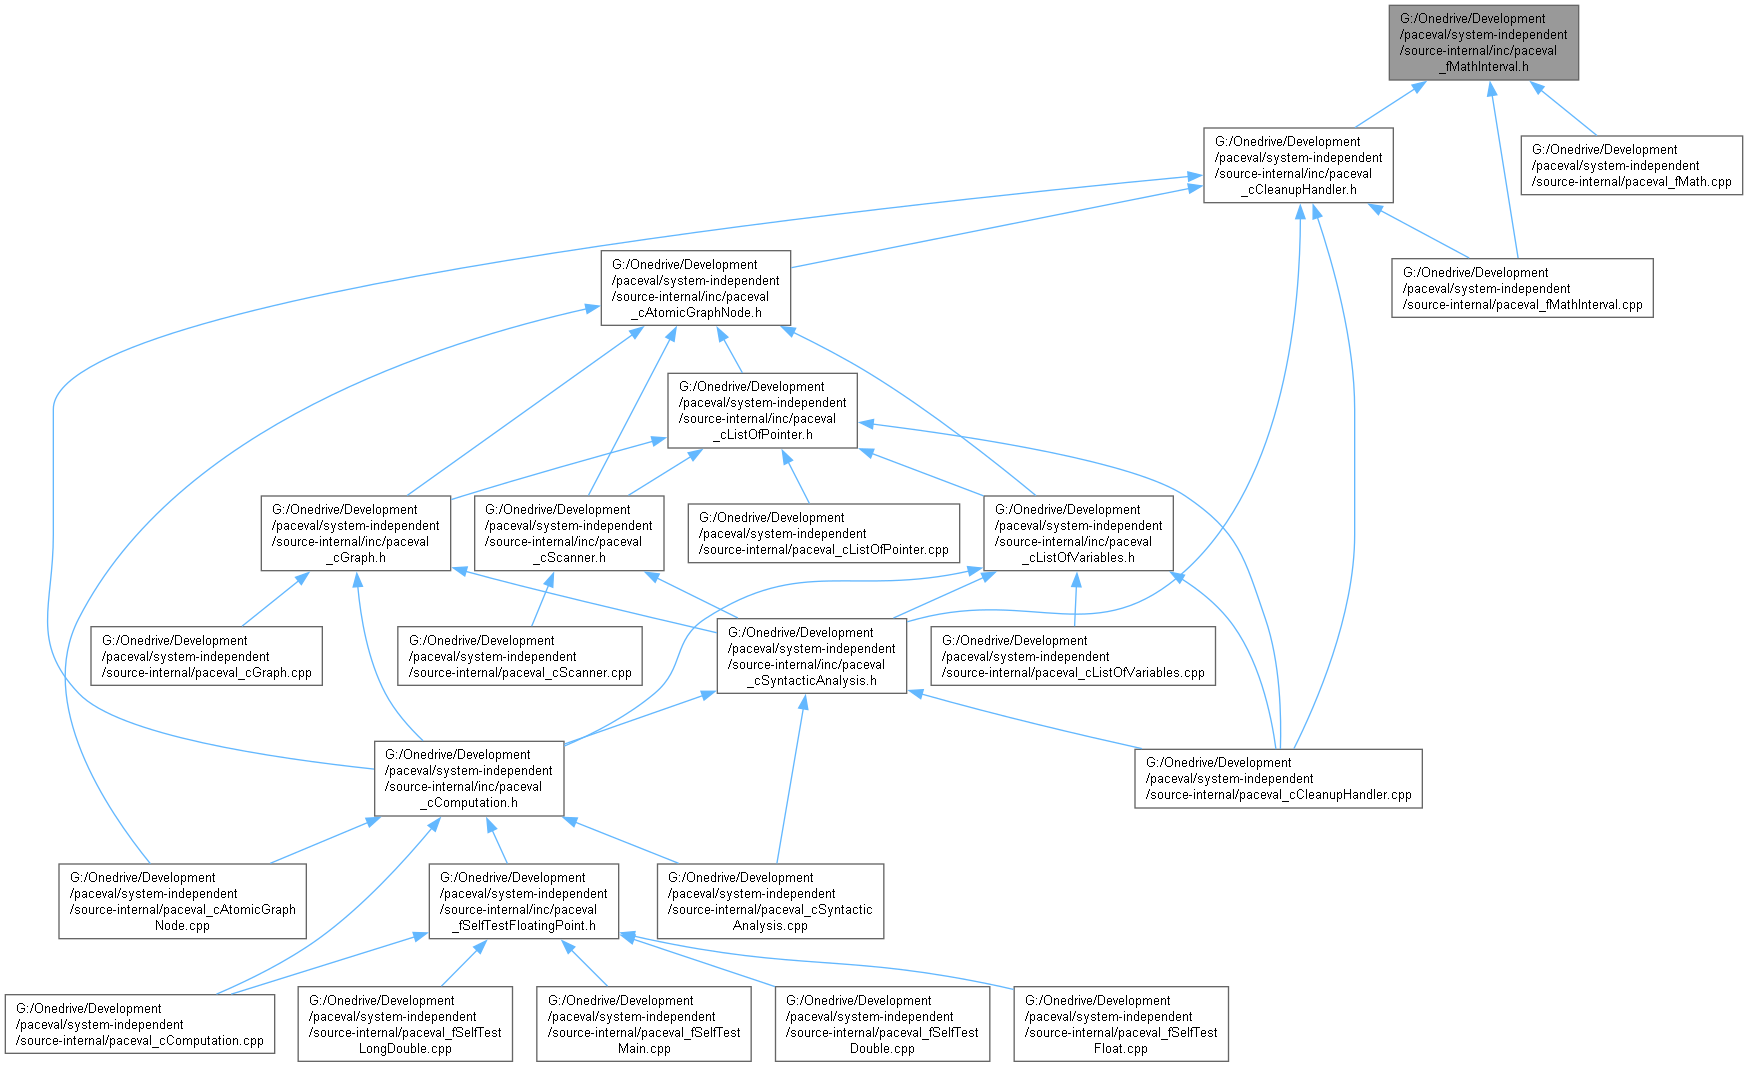 G:/Onedrive/Development
/paceval/system-independent
/source-internal/inc/paceval
_fMathInterval.h
G:/Onedrive/Development
/paceval/system-independent
/source-internal/inc/paceval
_cCleanupHandler.h
G:/Onedrive/Development
/paceval/system-independent
/source-internal/paceval_fMath.cpp
G:/Onedrive/Development
/paceval/system-independent
/source-internal/inc/paceval
_cAtomicGraphNode.h
G:/Onedrive/Development
/paceval/system-independent
/source-internal/paceval_fMathInterval.cpp
G:/Onedrive/Development
/paceval/system-independent
/source-internal/inc/paceval
_cListOfPointer.h
G:/Onedrive/Development
/paceval/system-independent
/source-internal/inc/paceval
_cGraph.h
G:/Onedrive/Development
/paceval/system-independent
/source-internal/inc/paceval
_cScanner.h
G:/Onedrive/Development
/paceval/system-independent
/source-internal/paceval_cListOfPointer.cpp
G:/Onedrive/Development
/paceval/system-independent
/source-internal/inc/paceval
_cListOfVariables.h
G:/Onedrive/Development
/paceval/system-independent
/source-internal/paceval_cGraph.cpp
G:/Onedrive/Development
/paceval/system-independent
/source-internal/paceval_cScanner.cpp
G:/Onedrive/Development
/paceval/system-independent
/source-internal/inc/paceval
_cSyntacticAnalysis.h
G:/Onedrive/Development
/paceval/system-independent
/source-internal/paceval_cListOfVariables.cpp
G:/Onedrive/Development
/paceval/system-independent
/source-internal/inc/paceval
_cComputation.h
G:/Onedrive/Development
/paceval/system-independent
/source-internal/paceval_cCleanupHandler.cpp
G:/Onedrive/Development
/paceval/system-independent
/source-internal/paceval_cAtomicGraph
Node.cpp
G:/Onedrive/Development
/paceval/system-independent
/source-internal/inc/paceval
_fSelfTestFloatingPoint.h
G:/Onedrive/Development
/paceval/system-independent
/source-internal/paceval_cSyntactic
Analysis.cpp
G:/Onedrive/Development
/paceval/system-independent
/source-internal/paceval_cComputation.cpp
G:/Onedrive/Development
/paceval/system-independent
/source-internal/paceval_fSelfTest
LongDouble.cpp
G:/Onedrive/Development
/paceval/system-independent
/source-internal/paceval_fSelfTest
Main.cpp
G:/Onedrive/Development
/paceval/system-independent
/source-internal/paceval_fSelfTest
Double.cpp
G:/Onedrive/Development
/paceval/system-independent
/source-internal/paceval_fSelfTest
Float.cpp